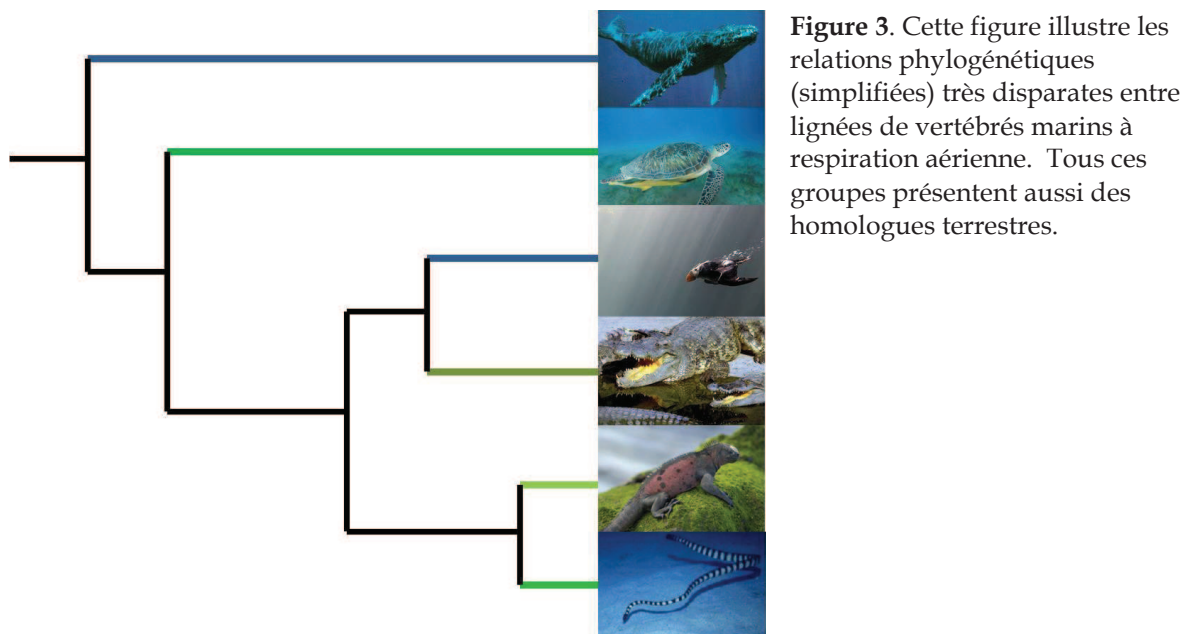 Figure 3. Cette figure illustre les
relations phylogénétiques
(simplifiées) très disparates entre
lignées de vertébrés marins à
respiration aérienne. Tous ces
groupes présentent aussi des
homologues terrestres.